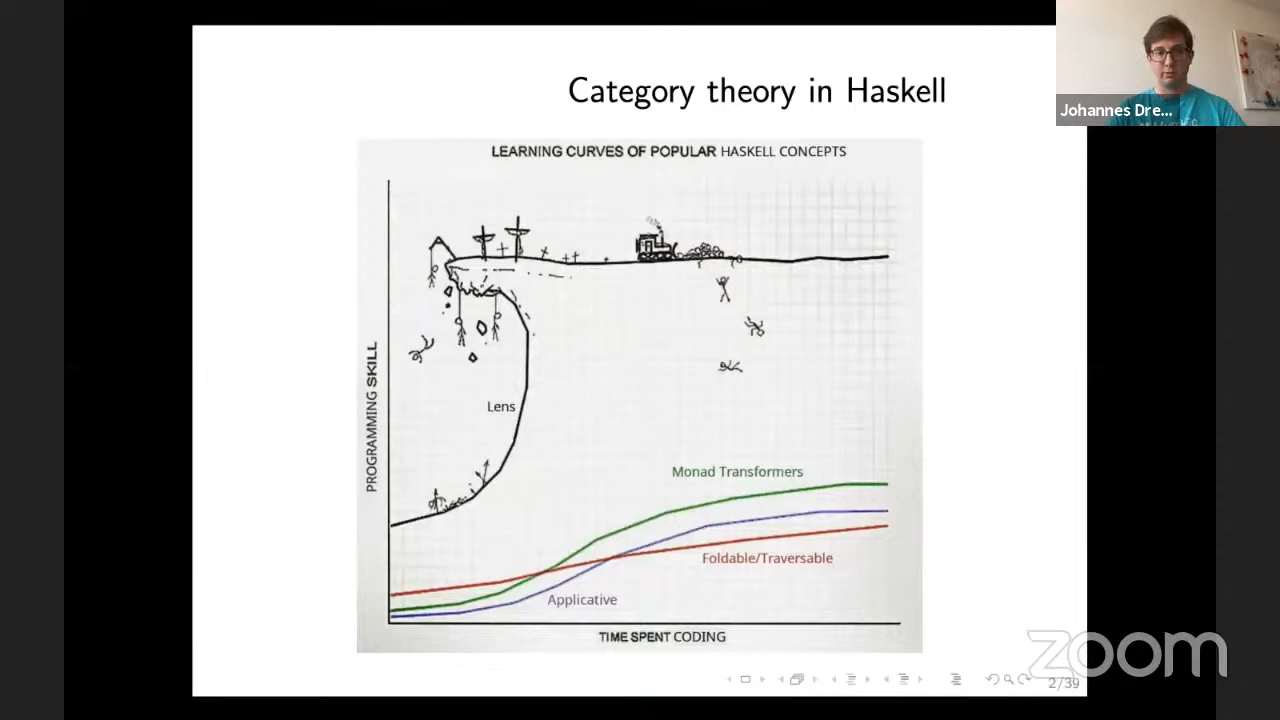 Category theory in Haskell
Johannes Dre...
LEARNING CURVES OF POPULAR HASKELL CONCEPTS
PROGRAMMING SKILL
Lens
Monad Transformers
Foldable/Traversable
Applicative
TIME SPENT CODING
zoom
2/39